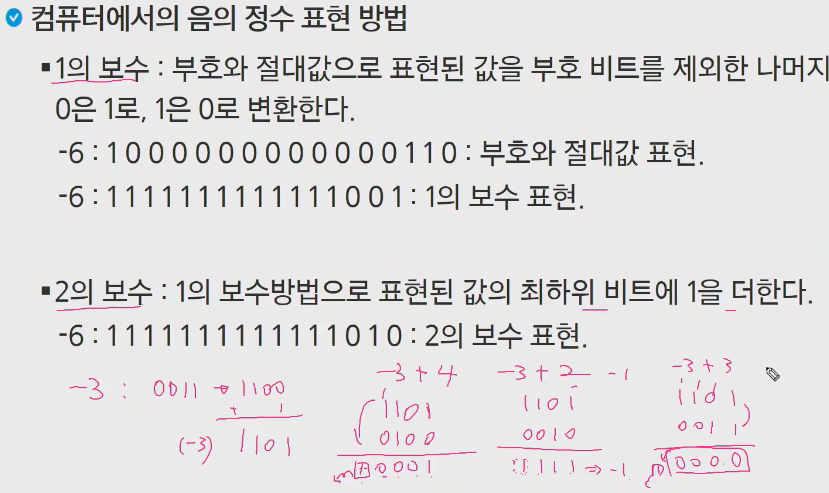 컴퓨터에서의 음의 정수 표현 방법
▪1의 보수 : 부호와 절대값으로 표현된 값을 부호 비트를 제외한 나머지
0은 1로, 1은 0로 변환한다.
-6 : 1 0 0 0 0 0 0 0 0 0 0 0 0 1 1 0 : 부호와 절대값 표현.
-6 : 1 1 1 1 1 1 1 1 1 1 1 1 1 0 0 1 : 1의 보수 표현.
▪2의 보수 : 1의 보수방법으로 표현된 값의 최하위 비트에 1을 더한다.
-6 : 1 1 1 1 1 1 1 1 1 1 1 1 1 0 1 0 : 2의 보수 표현.
-3 : 0011 → 1100
+ 1
(-3) 1101
-3 + 4
1101
0100
0001
-3 + 2 -1
1101
0010
1111 ⇒ -1
-3 + 3
1101
0011
0000